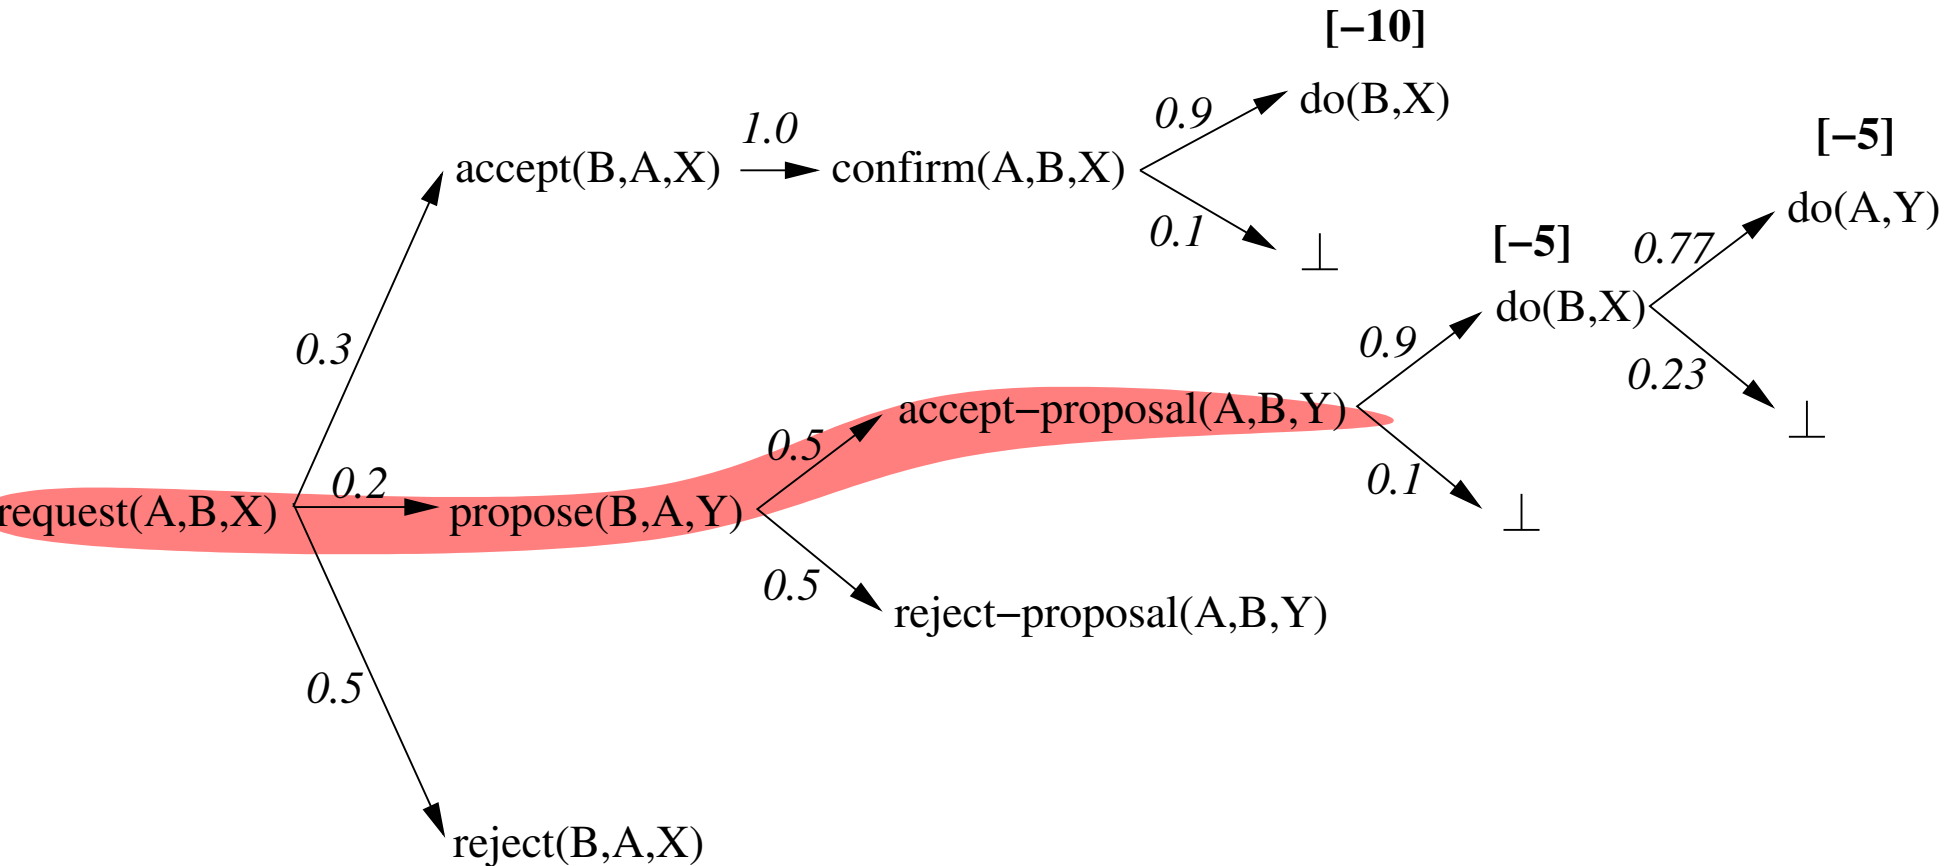 [−10]
do(B,X)
0.9
1.0
accept(B,A,X)
confirm(A,B,X)
0.1
⊥
[−5]
do(A,Y)
0.77
[−5]
do(B,X)
0.23
⊥
0.3
0.9
accept−proposal(A,B,Y)
0.5
0.1
⊥
0.2
request(A,B,X)
propose(B,A,Y)
0.5
reject−proposal(A,B,Y)
0.5
reject(B,A,X)